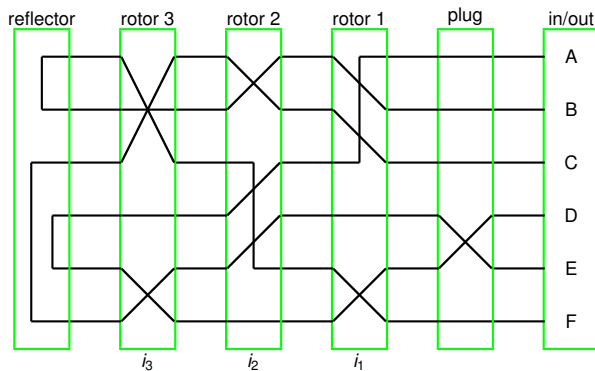 reflector rotor 3 rotor 2 rotor 1 plug in/out
A
B
C
D
E
F
i3 i2 i1